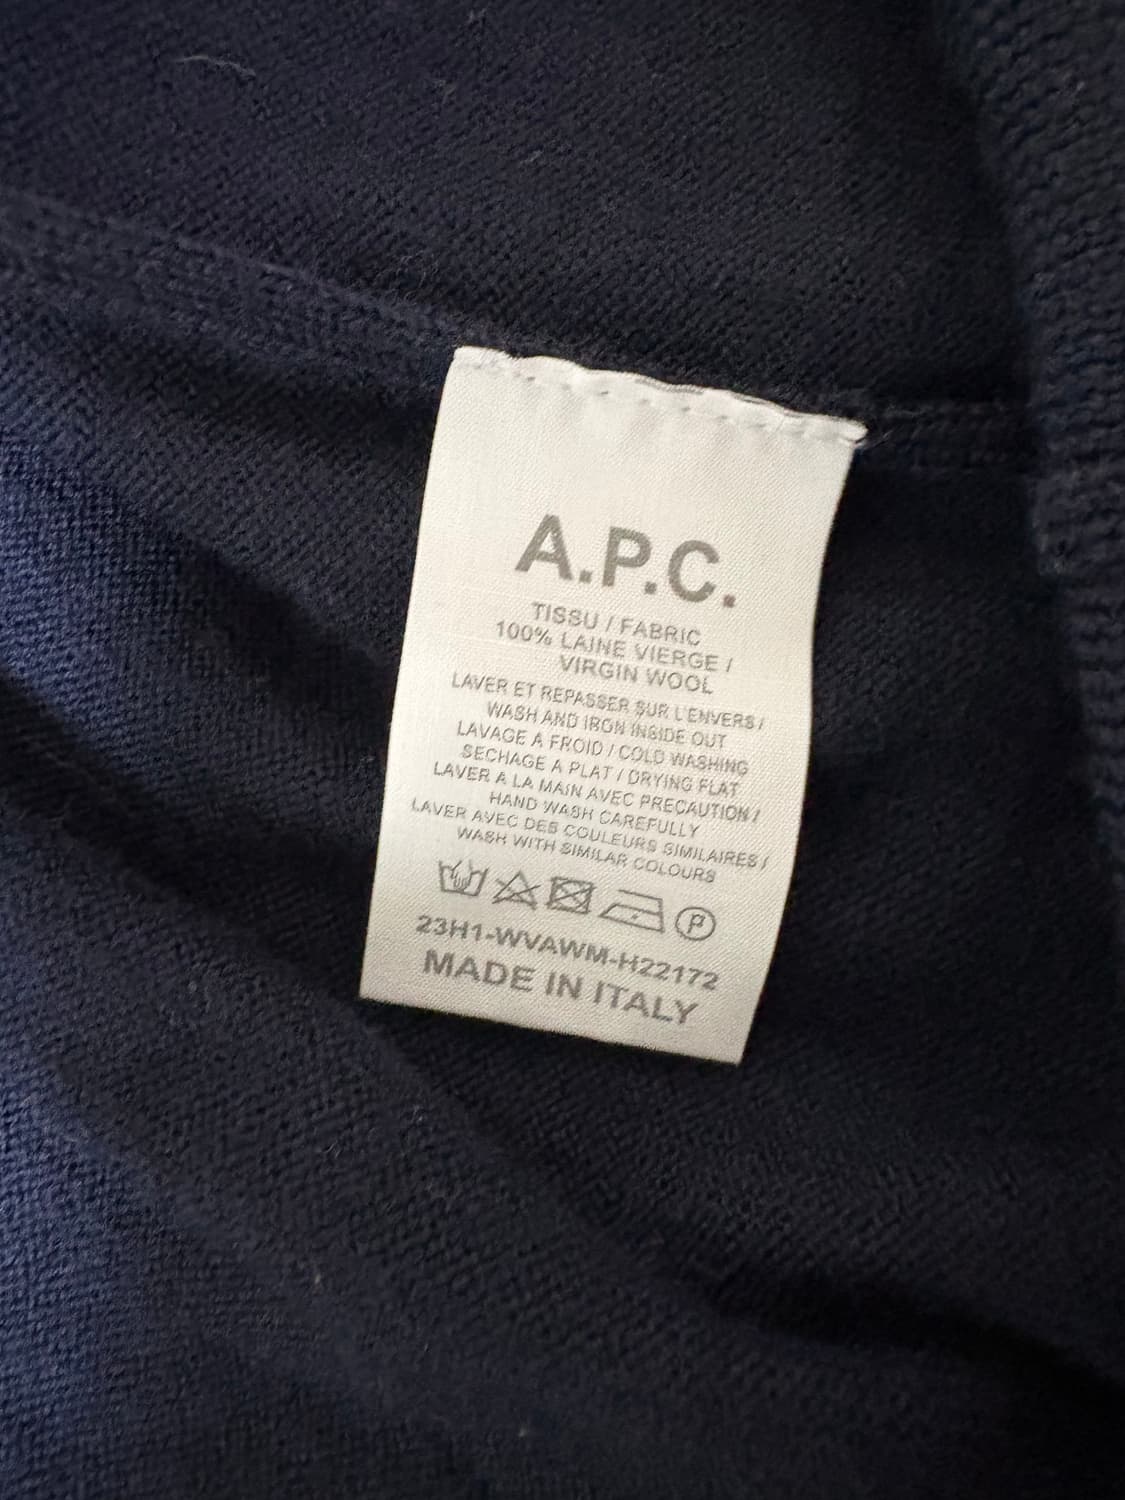 A.P.C.
TISSU / FABRIC
100% LAINE VIERGE /
VIRGIN WOOL
LAVER ET REPASSER SUR L'ENVERS /
WASH AND IRON INSIDE OUT
LAVAGE A FROID / COLD WASHING
SECHAGE A PLAT / DRYING FLAT
LAVER A LA MAIN AVEC PRECAUTION /
HAND WASH CAREFULLY
LAVER AVEC DES COULEURS SIMILAIRES /
WASH WITH SIMILAR COLOURS
P
23H1-WVAWM-H22172
MADE IN ITALY